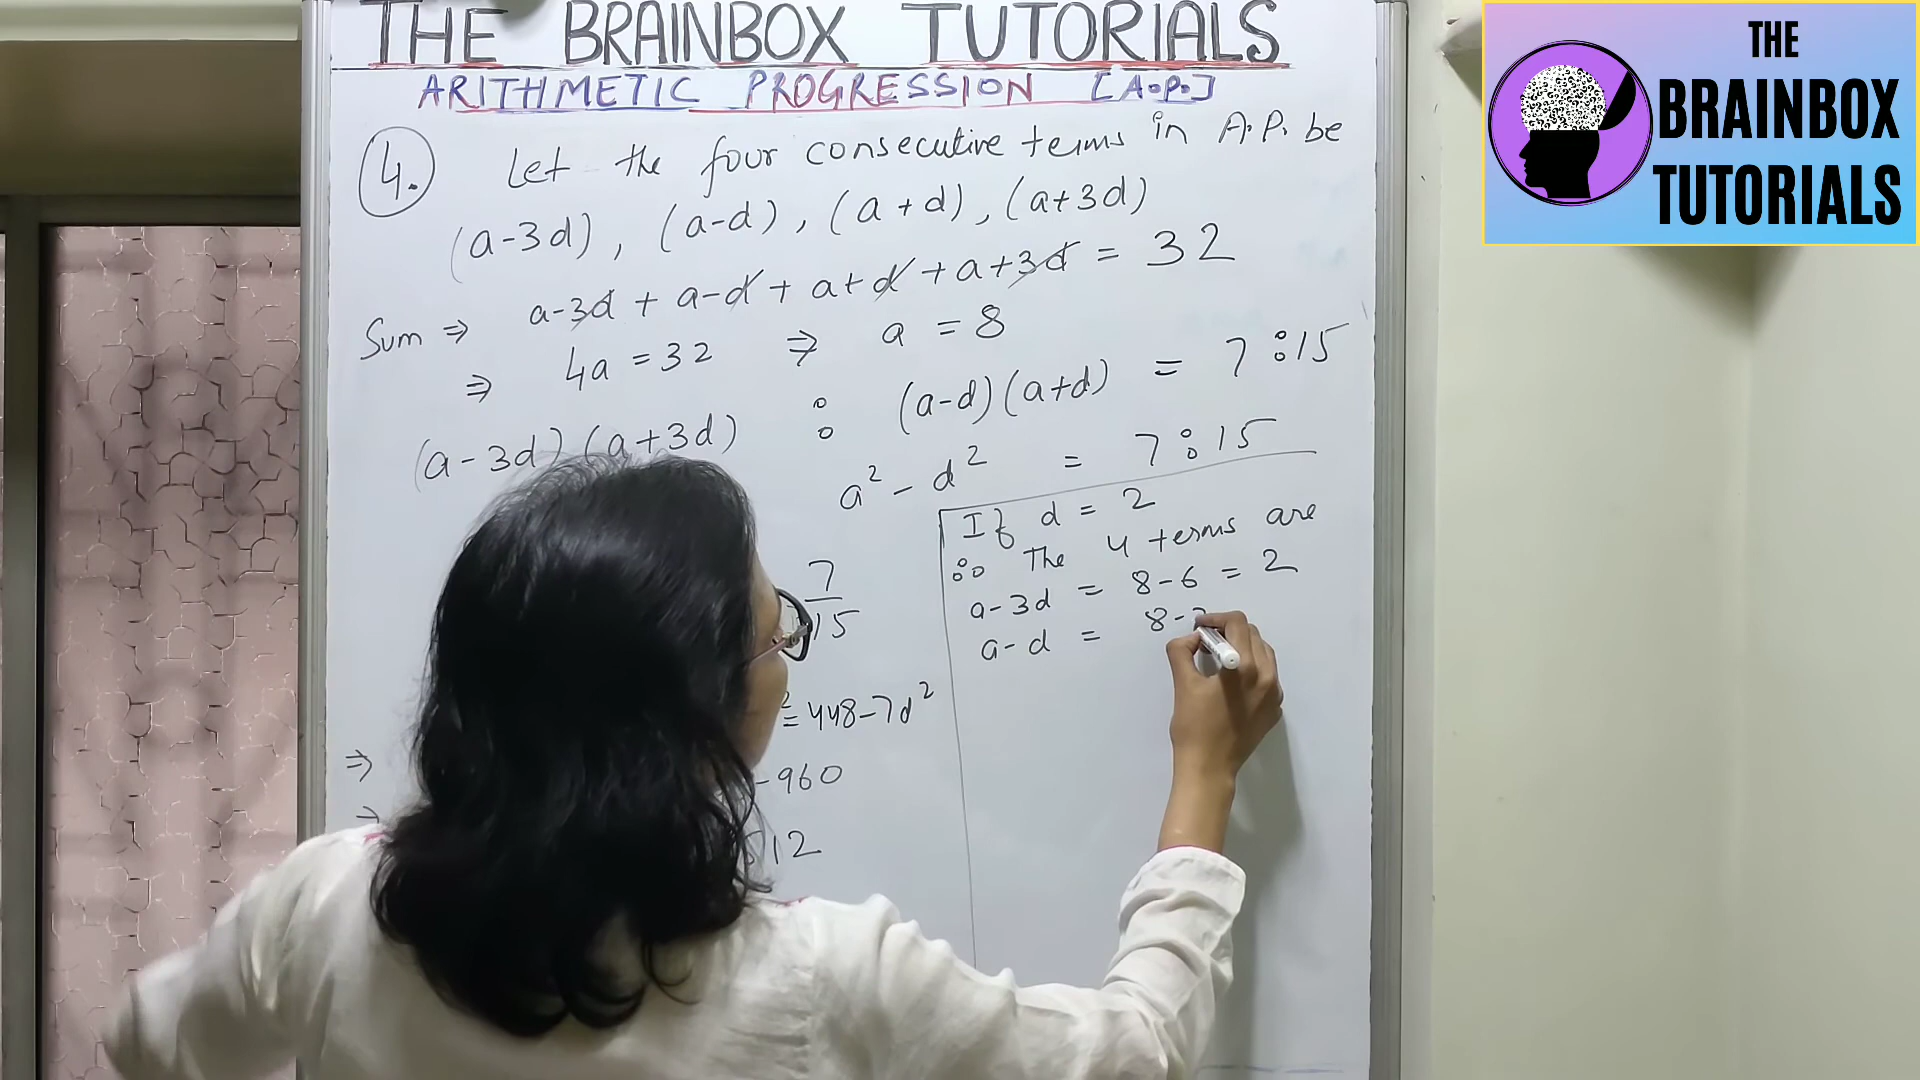 THE BRAINBOX TUTORIALS
ARITHMETIC PROGRESSION [A.P.]
4. Let the four consecutive terms in A.P. be
(a-3d), (a-d), (a+d), (a+3d)
Sum ⇒ a-3d + a-d + a+d + a+3d = 32
⇒ 4a = 32 ⇒ a = 8
(a-3d)(a+3d) : (a-d)(a+d) = 7:15
a² - d² = 7:15
7
15
² = 448-7d²
⇒ -960
⇒ 512
If d = 2
∴ The 4 terms are
a-3d = 8-6 = 2
a-d = 8-
THE
BRAINBOX
TUTORIALS